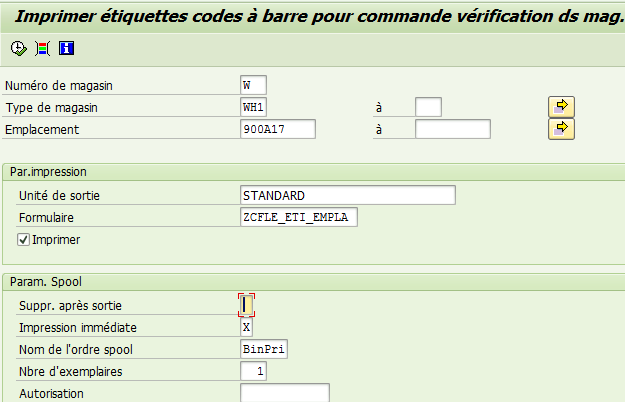 Imprimer étiquettes codes à barre pour commande vérification ds mag.
Numéro de magasin W
Type de magasin WH1 à
Emplacement 900A17 à
Par.impression
Unité de sortie STANDARD
Formulaire ZCFLE_ETI_EMPLA
Imprimer
Param. Spool
Suppr. après sortie
Impression immédiate X
Nom de l'ordre spool BinPri
Nbre d'exemplaires 1
Autorisation